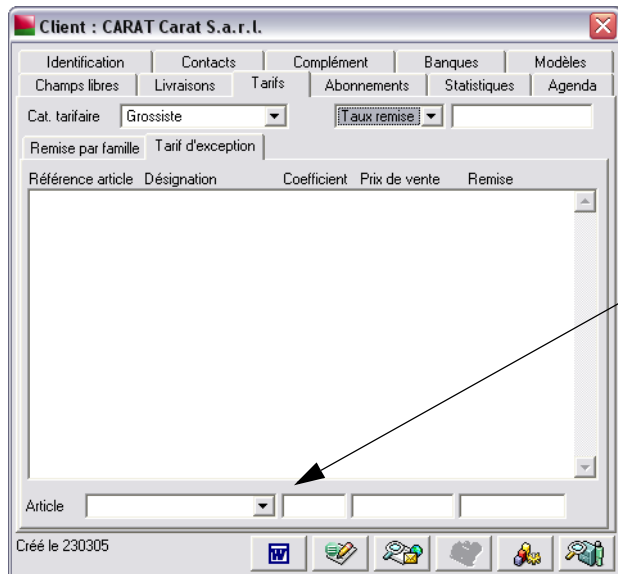 Client : CARAT Carat S.a.r.l.
Identification Contacts Complément Banques Modèles
Champs libres Livraisons Tarifs Abonnements Statistiques Agenda
Cat. tarifaire Grossiste Taux remise
Remise par famille Tarif d'exception
Référence article Désignation Coefficient Prix de vente Remise
Article
Créé le 230305
W